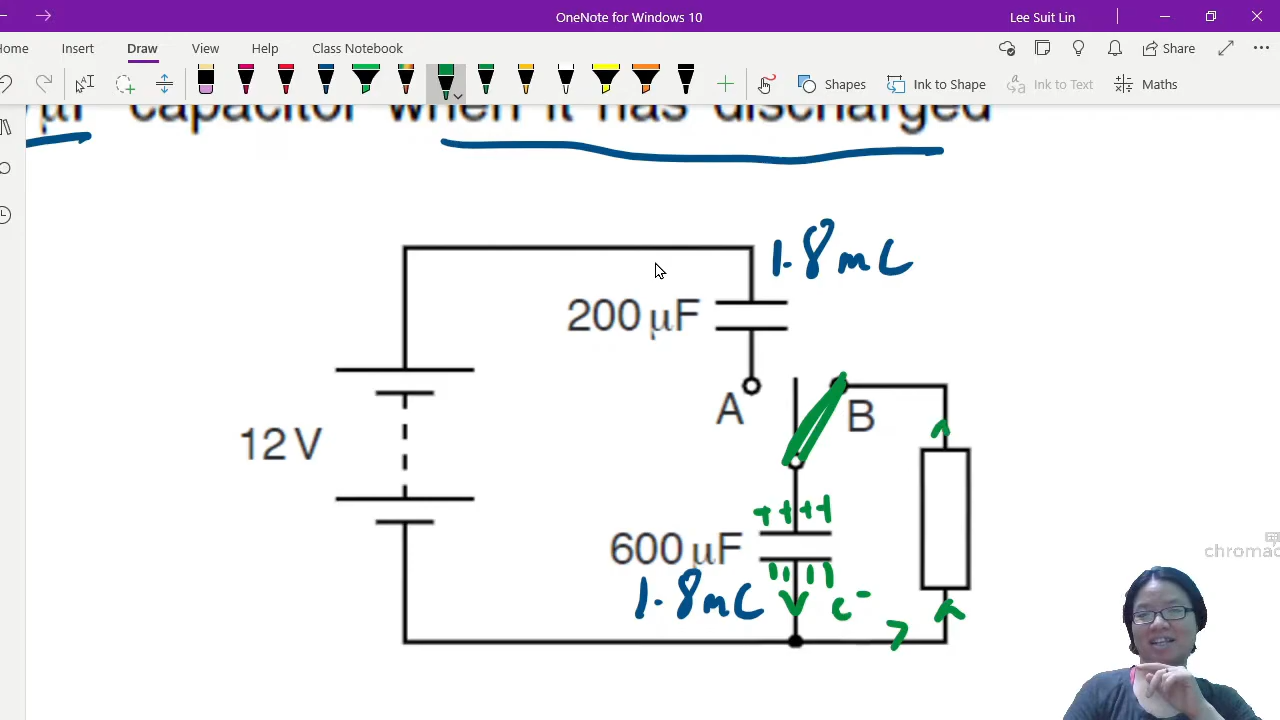 OneNote for Windows 10
Lee Suit Lin
Home Insert Draw View Help Class Notebook
Share
Shapes Ink to Shape Ink to Text Maths
μF capacitor when it has discharged
1.8mC
200 μF
A
B
12 V
++++
600 μF
1.8mC e-
chromac